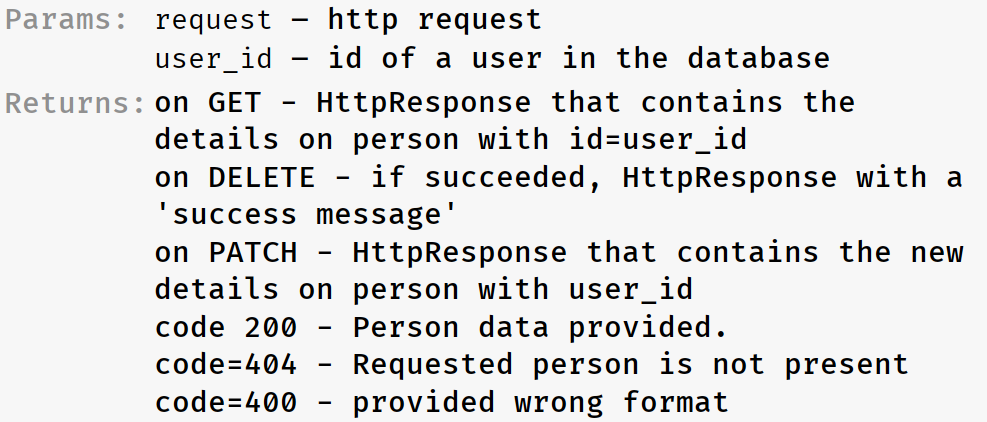 Params: request – http request
user_id – id of a user in the database
Returns: on GET - HttpResponse that contains the
details on person with id=user_id
on DELETE - if succeeded, HttpResponse with a
'success message'
on PATCH - HttpResponse that contains the new
details on person with user_id
code 200 - Person data provided.
code=404 - Requested person is not present
code=400 - provided wrong format